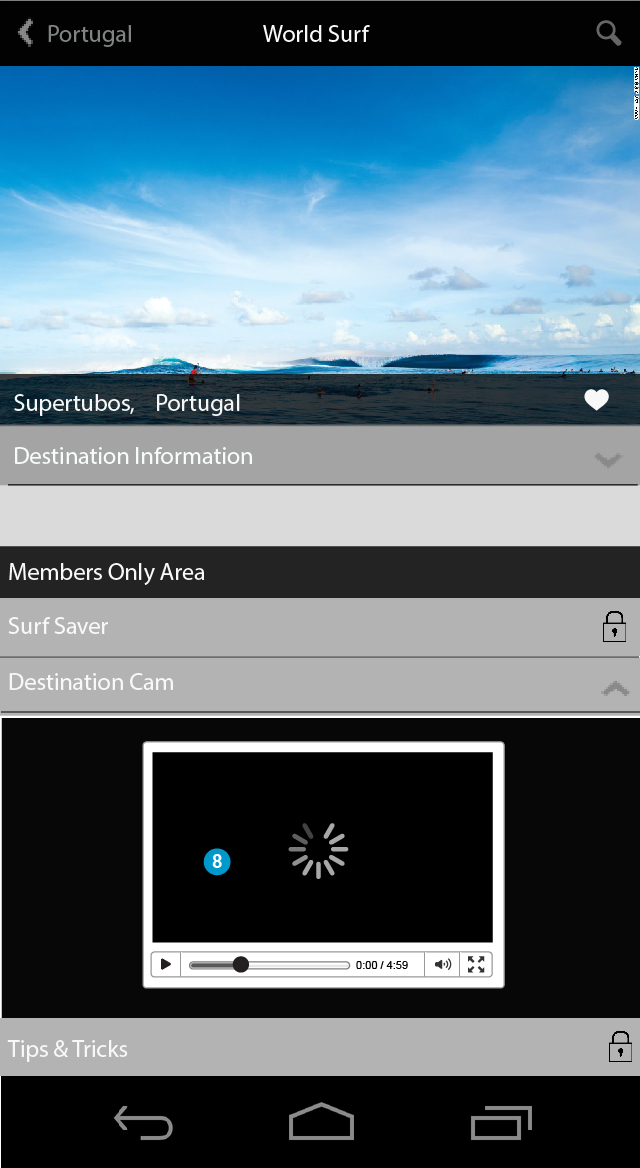 Portugal
World Surf
Supertubos, Portugal
Destination Information
Members Only Area
Surf Saver
Destination Cam
8
0:00 / 4:59
Tips & Tricks